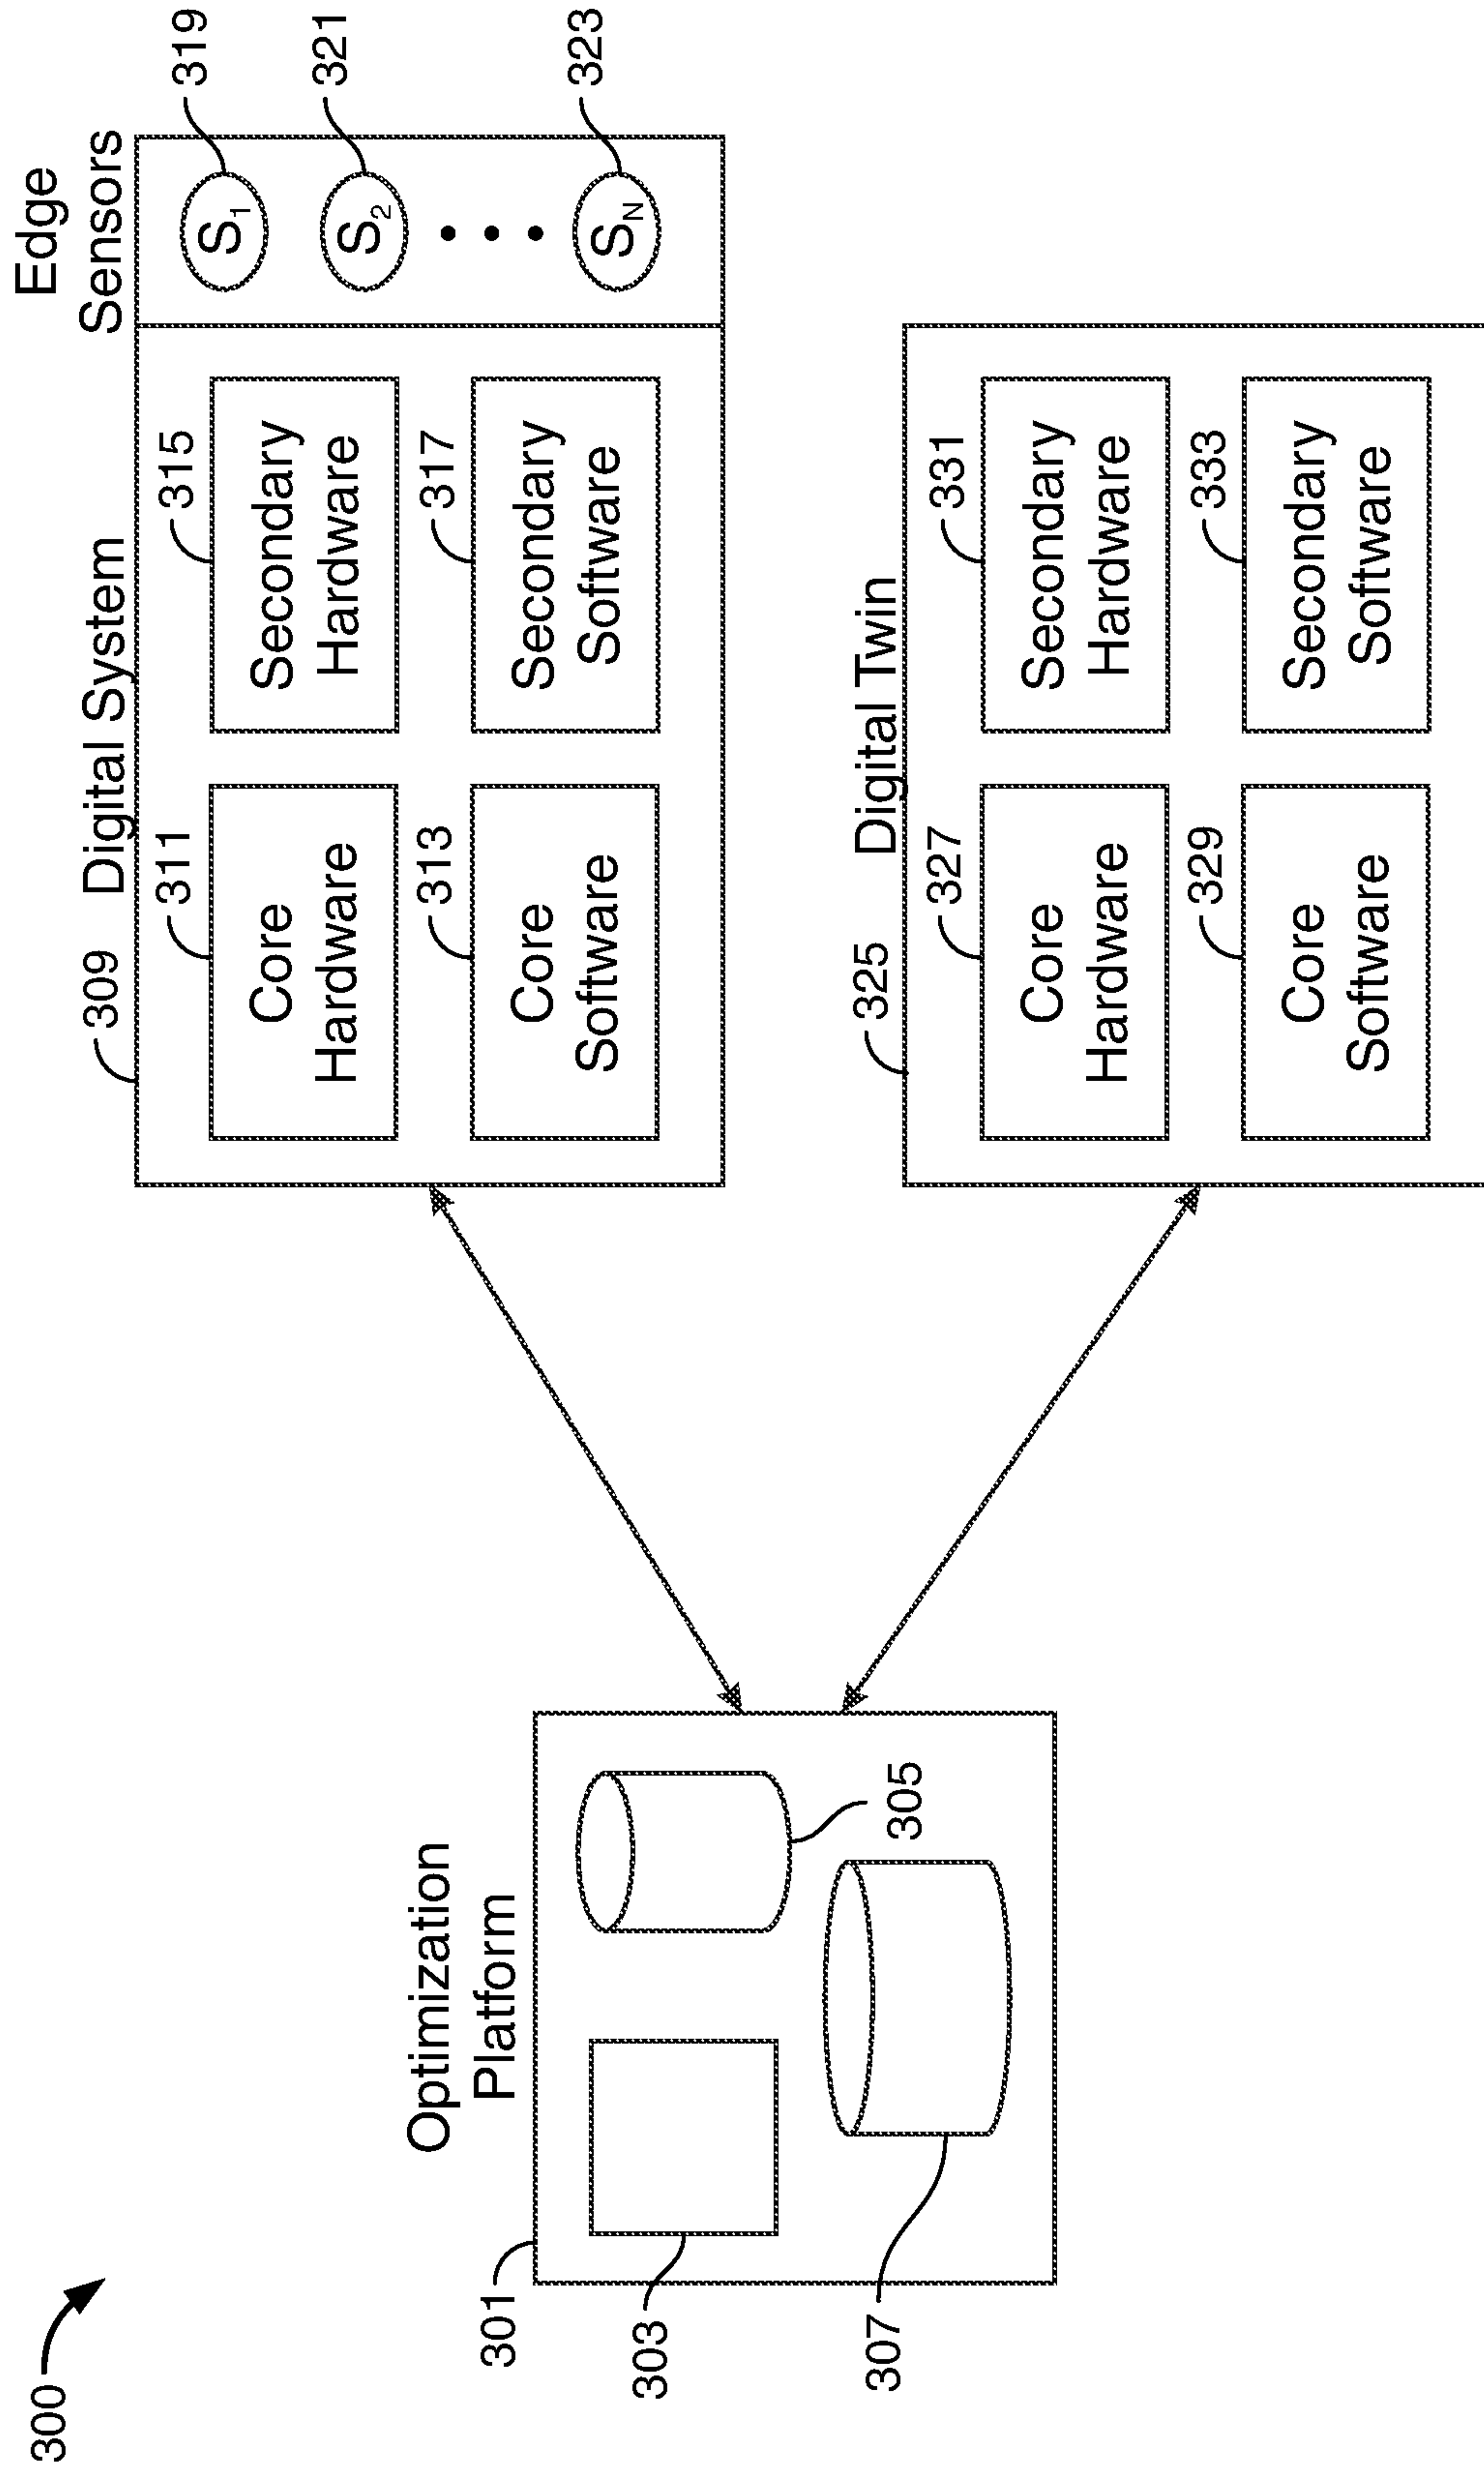 300
Optimization
Platform
301
303
305
307
309
Digital System
Edge
Sensors
311
Core
Hardware
315
Secondary
Hardware
313
Core
Software
317
Secondary
Software
S1
319
S2
321
SN
323
325
Digital Twin
327
Core
Hardware
331
Secondary
Hardware
329
Core
Software
333
Secondary
Software